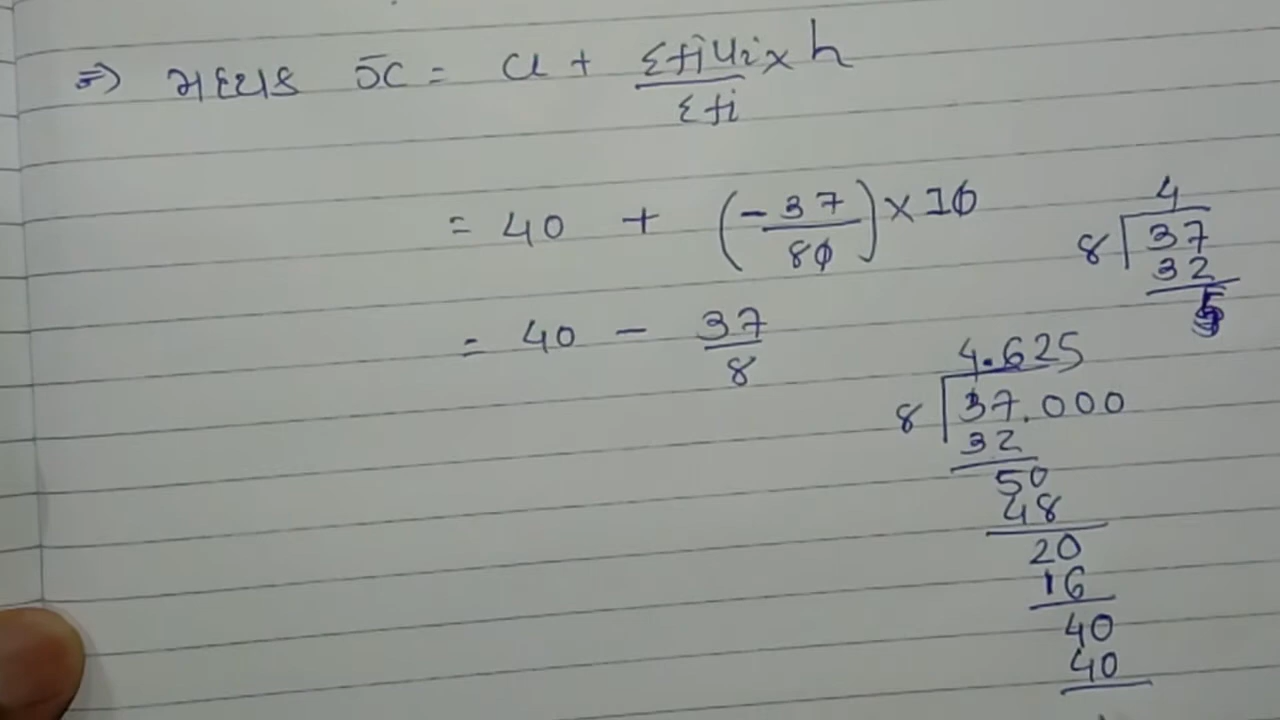 ⇒ મધ્યક x̄ = a + Σfiui/Σfi × h
= 40 + (-37/80) × 10
= 40 - 37/8
4
8 ) 37
32
5
4.625
8 ) 37.000
32
50
48
20
16
40
40